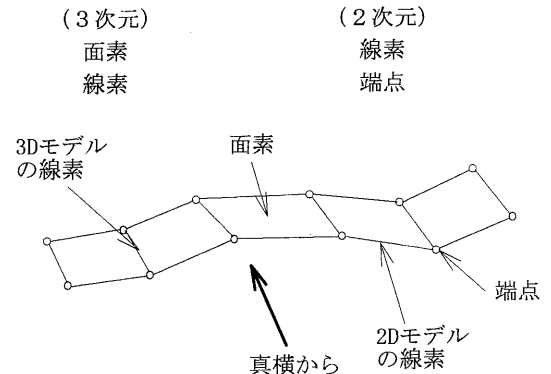 (3次元)
面素
線素
(2次元)
線素
端点
3Dモデル
の線素
面素
端点
2Dモデル
の線素
真横から